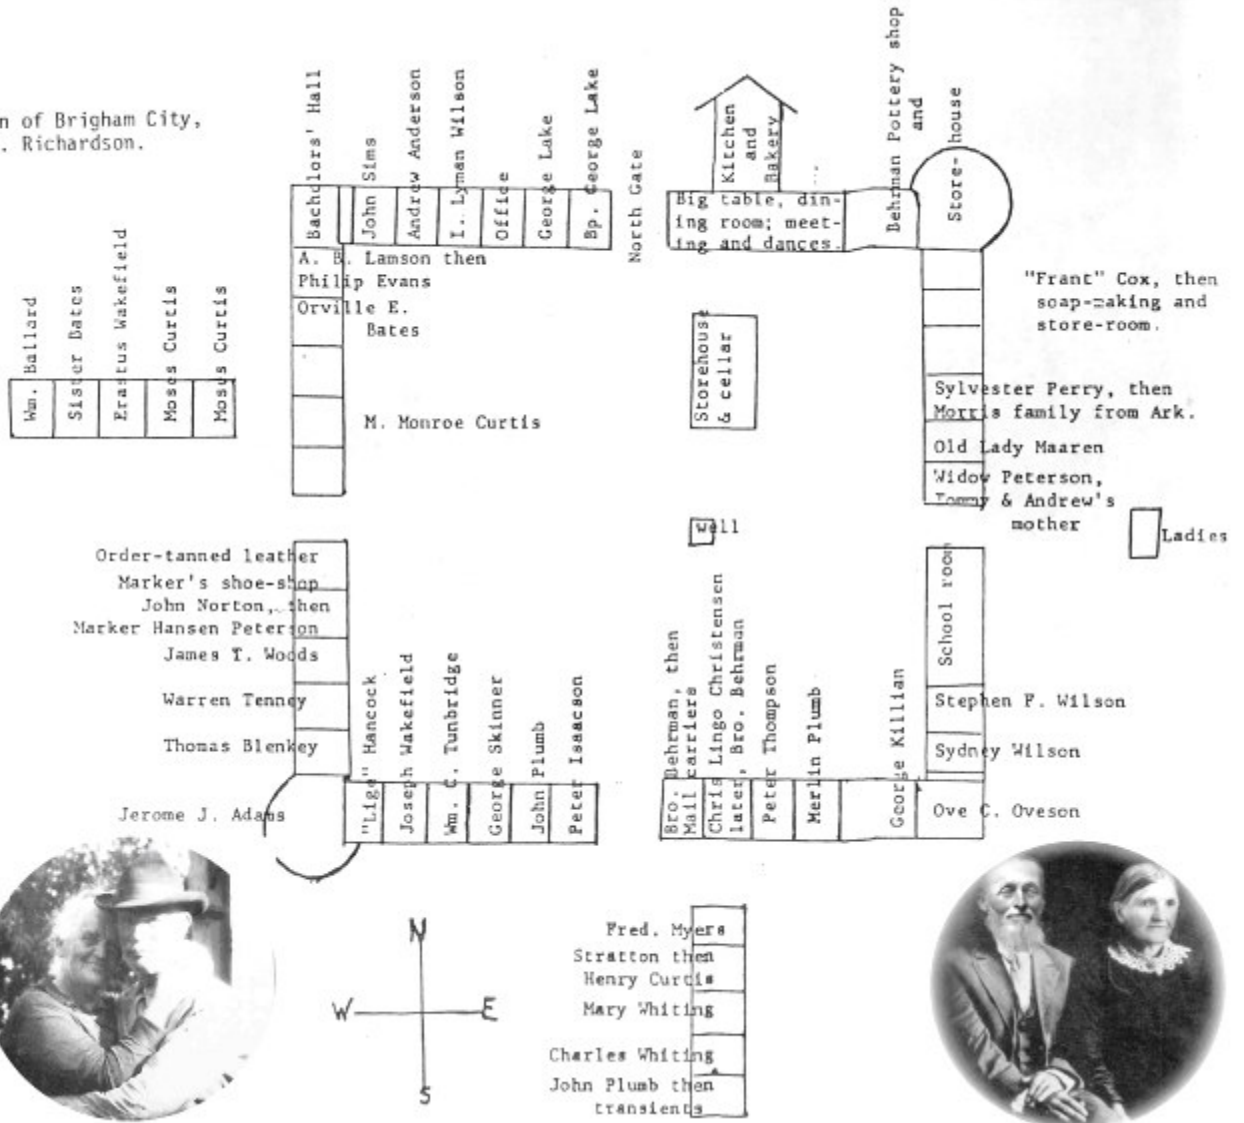 n of Brigham City,
. Richardson.
Bachelors' Hall
John Sims
Andrew Anderson
I. Lyman Wilson
Office
George Lake
Bp. George Lake
North Gate
Kitchen
and
Bakery
Behrman Pottery shop
and
Store-house
Big table, din-
ing room; meet-
ing and dances.
A. B. Lamson then
Philip Evans
Orville E.
Bates
"Frant" Cox, then
soap-making and
store-room.
Wm. Ballard
Sister Bates
Erastus Wakefield
Moses Curtis
Moses Curtis
Storehouse
& cellar
M. Monroe Curtis
Sylvester Perry, then
Morris family from Ark.
Old Lady Maaren
Widow Peterson,
Tommy & Andrew's
mother
Well
Ladies
Order-tanned leather
Marker's shoe-shop
John Norton, then
Marker Hansen Peterson
James T. Woods
Warren Tenney
Thomas Blenkey
Jerome J. Adams
"Lige" Hancock
Joseph Wakefield
Wm. C. Tunbridge
George Skinner
John Plumb
Peter Isaacson
Bro. Behrman, then
Mail carriers
Chris Lingo Christensen
later, Bro. Behrman
Peter Thompson
Merlin Plumb
George Killian
School room
Stephen F. Wilson
Sydney Wilson
Ove C. Oveson
N
W E
S
Fred. Myers
Stratton then
Henry Curtis
Mary Whiting
Charles Whiting
John Plumb then
transients